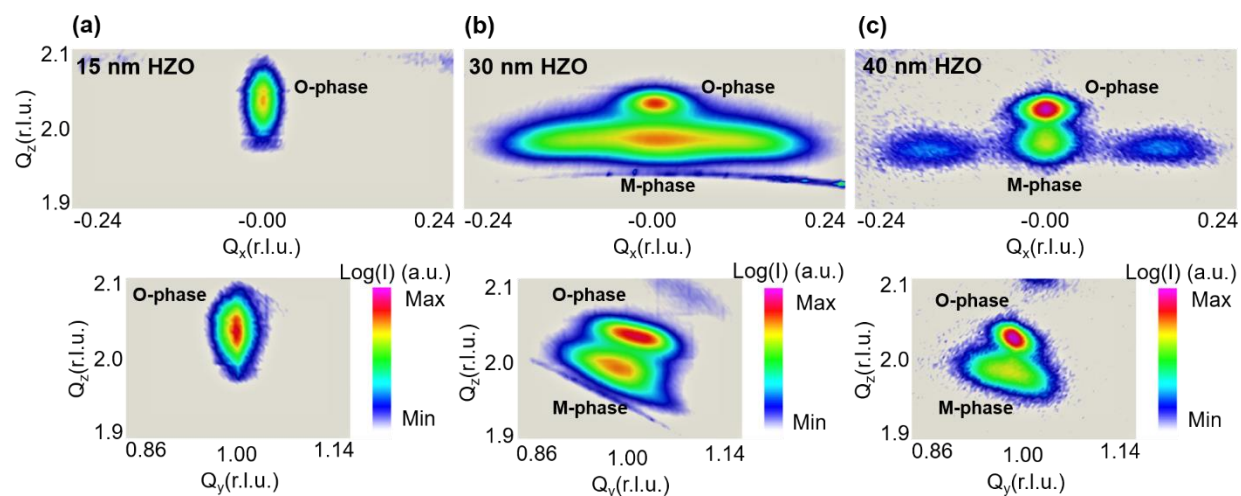 (a)
(b)
(c)
15 nm HZO
30 nm HZO
40 nm HZO
O-phase
O-phase
O-phase
M-phase
M-phase
2.1
2.0
1.9
Qz(r.l.u.)
-0.24 -0.00 0.24
-0.24 -0.00 0.24
-0.24 -0.00 0.24
Qx(r.l.u.)
Qx(r.l.u.)
Qx(r.l.u.)
Log(I) (a.u.)
Log(I) (a.u.)
Log(I) (a.u.)
O-phase
O-phase
O-phase
Max
Max
Max
M-phase
M-phase
Min
Min
Min
2.1
2.0
1.9
2.1
2.0
1.9
2.1
2.0
1.9
Qz(r.l.u.)
Qz(r.l.u.)
Qz(r.l.u.)
0.86 1.00 1.14
0.86 1.00 1.14
0.86 1.00 1.14
Qy(r.l.u.)
Qy(r.l.u.)
Qy(r.l.u.)